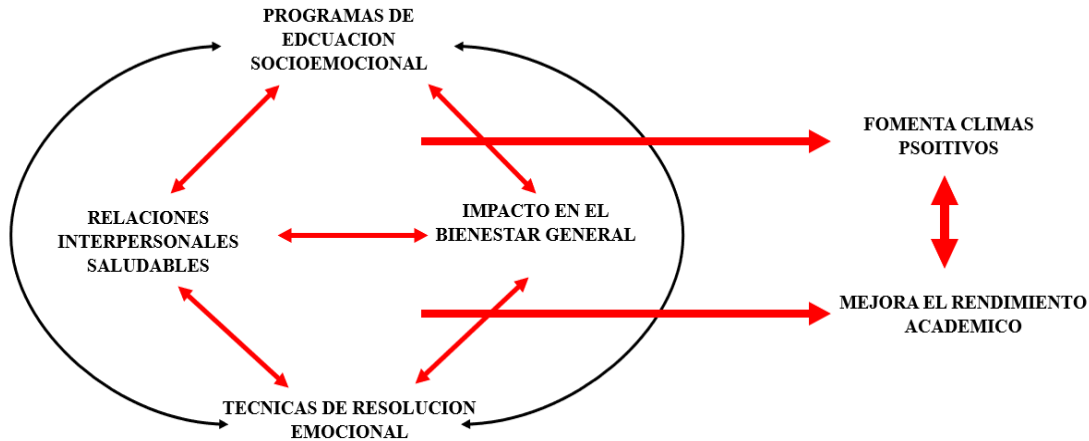 PROGRAMAS DE
EDCUACION
SOCIOEMOCIONAL
FOMENTA CLIMAS
PSOITIVOS
RELACIONES
INTERPERSONALES
SALUDABLES
IMPACTO EN EL
BIENESTAR GENERAL
MEJORA EL RENDIMIENTO
ACADEMICO
TECNICAS DE RESOLUCION
EMOCIONAL